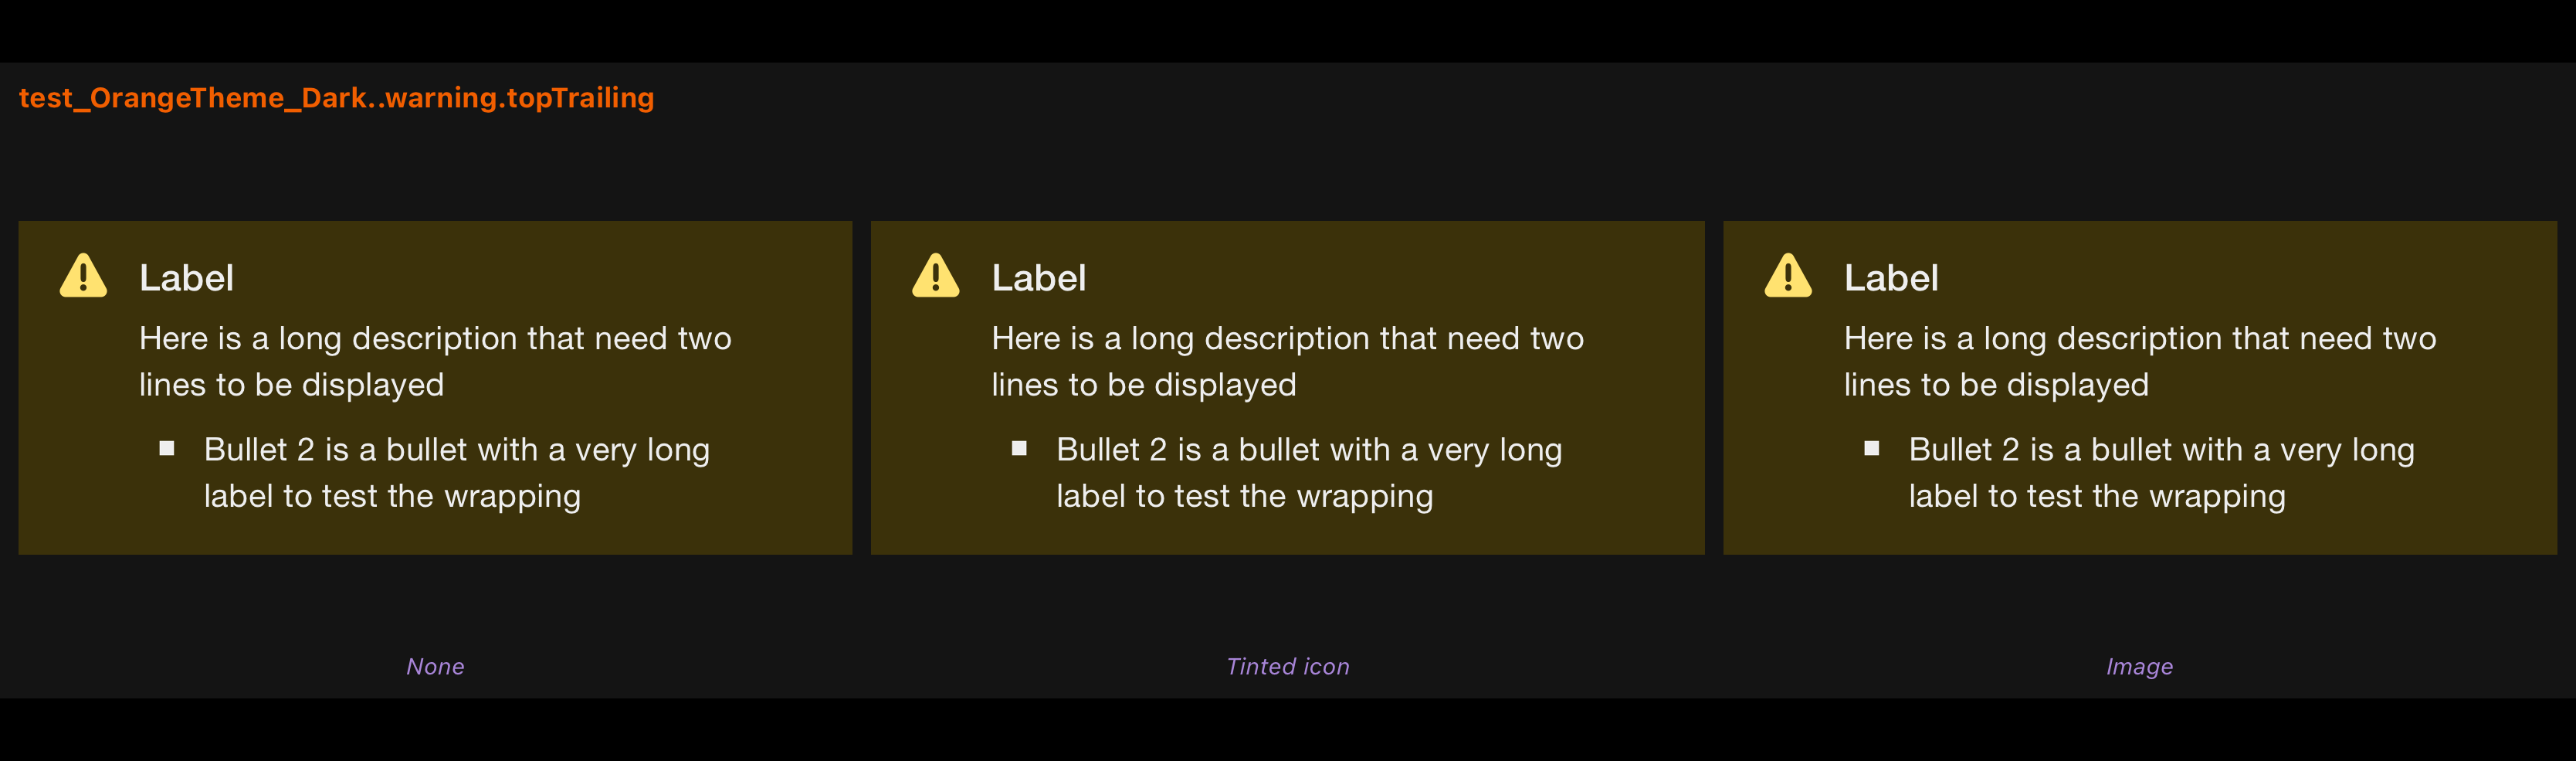 test_OrangeTheme_Dark..warning.topTrailing
Label
Here is a long description that need two
lines to be displayed
Bullet 2 is a bullet with a very long
label to test the wrapping
None
Label
Here is a long description that need two
lines to be displayed
Bullet 2 is a bullet with a very long
label to test the wrapping
Tinted icon
Label
Here is a long description that need two
lines to be displayed
Bullet 2 is a bullet with a very long
label to test the wrapping
Image